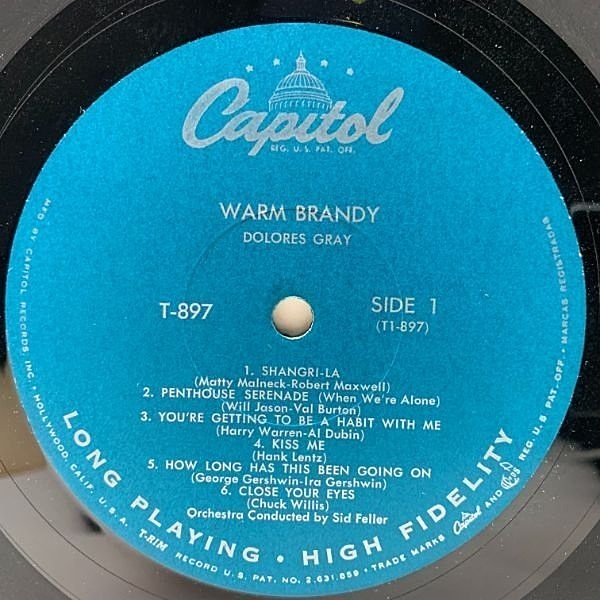 Capitol
REG. U.S. PAT. OFF.
WARM BRANDY
DOLORES GRAY
T-897
SIDE 1
(T1-897)
1. SHANGRI-LA
(Matty Malneck-Robert Maxwell)
2. PENTHOUSE SERENADE (When We're Alone)
(Will Jason-Val Burton)
3. YOU'RE GETTING TO BE A HABIT WITH ME
(Harry Warren-Al Dubin)
4. KISS ME
(Hank Lentz)
5. HOW LONG HAS THIS BEEN GOING ON
(George Gershwin-Ira Gershwin)
6. CLOSE YOUR EYES
(Chuck Willis)
Orchestra Conducted by Sid Feller
LONG PLAYING • HIGH FIDELITY
MFG. BY CAPITOL RECORDS, INC. • HOLLYWOOD, CALIF. U.S.A. T-RIM RECORD U.S. PAT. NO. 2,631,859 • TRADE MARKS Capitol AND REG. U.S. PAT. OFF. • MARCAS REGISTRADAS